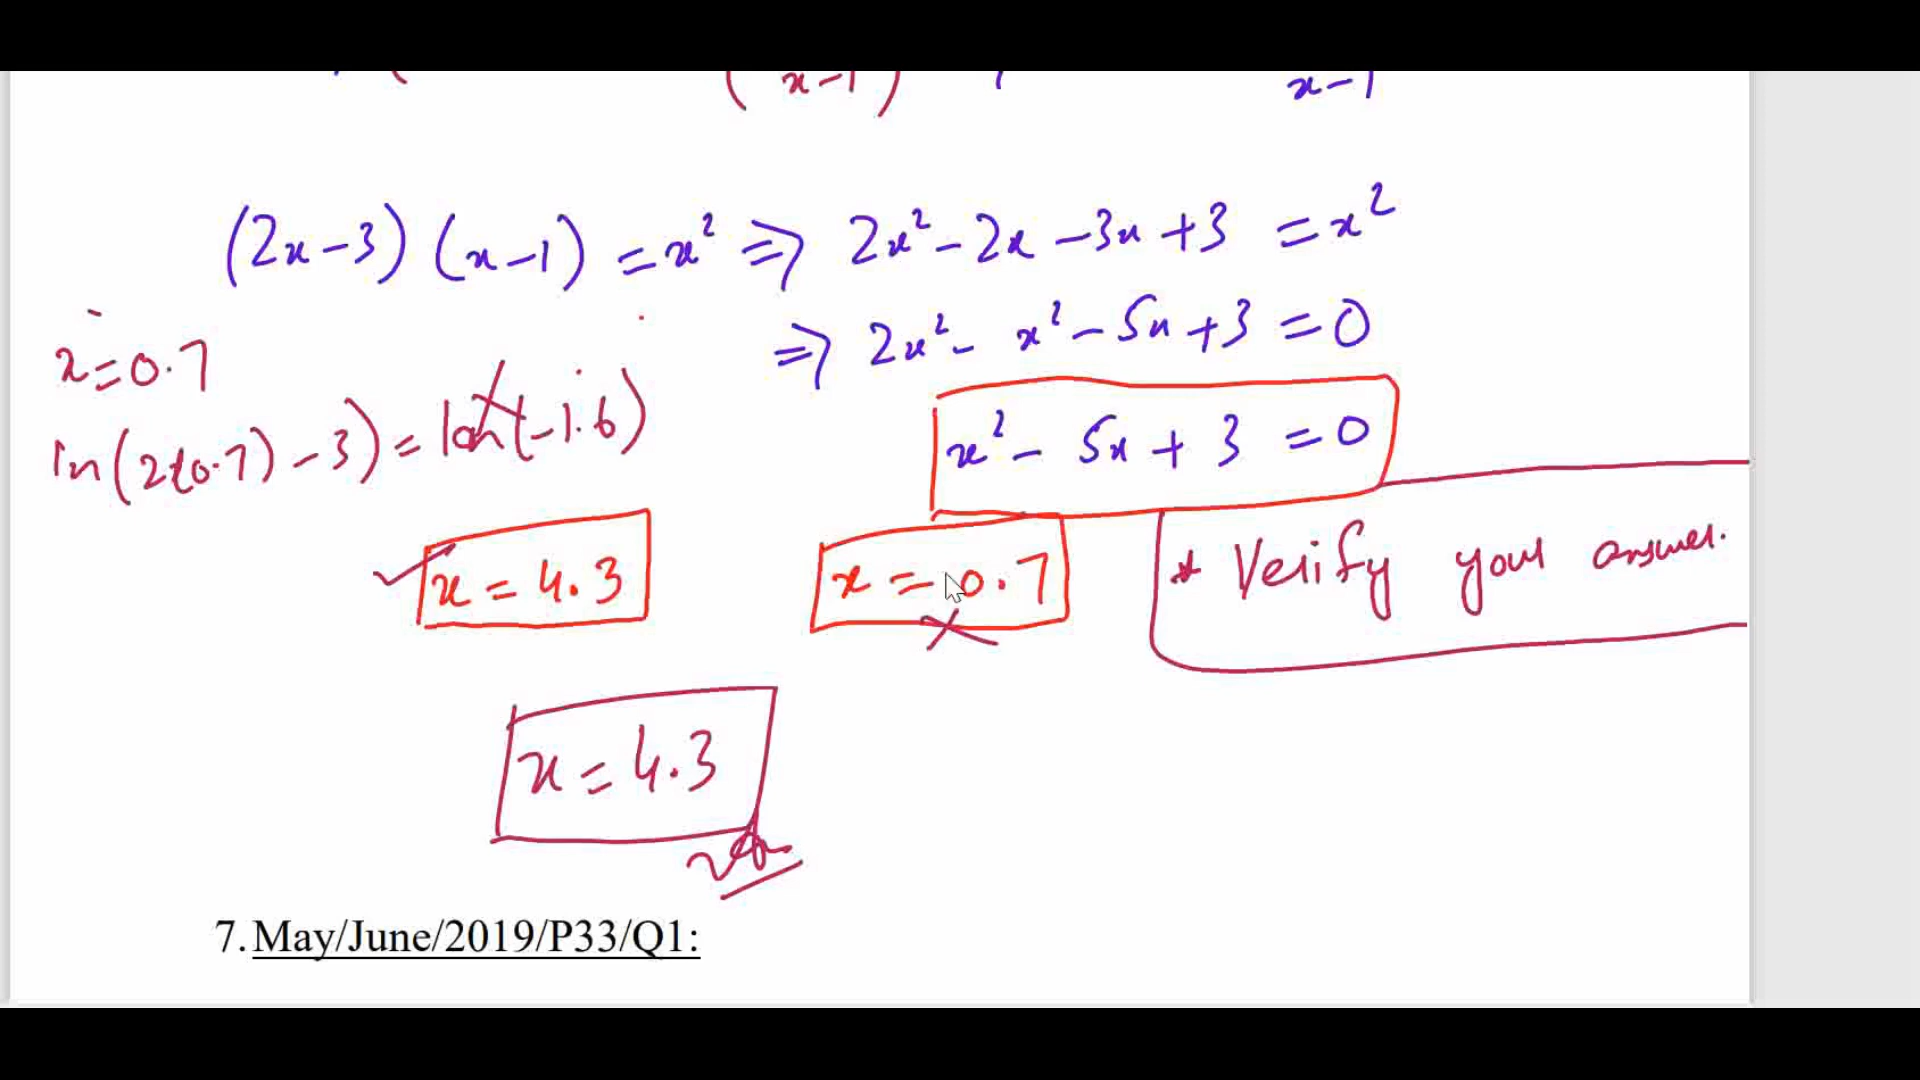 x-1) x-1
(2x-3) (x-1) = x² ⇒ 2x² - 2x - 3x + 3 = x²
⇒ 2x² - x² - 5x + 3 = 0
x = 0.7
ln(2(0.7) - 3) = ln(-1.6)
x² - 5x + 3 = 0
x = 4.3 x = 0.7
* Verify your answer.
x = 4.3
7. May/June/2019/P33/Q1: